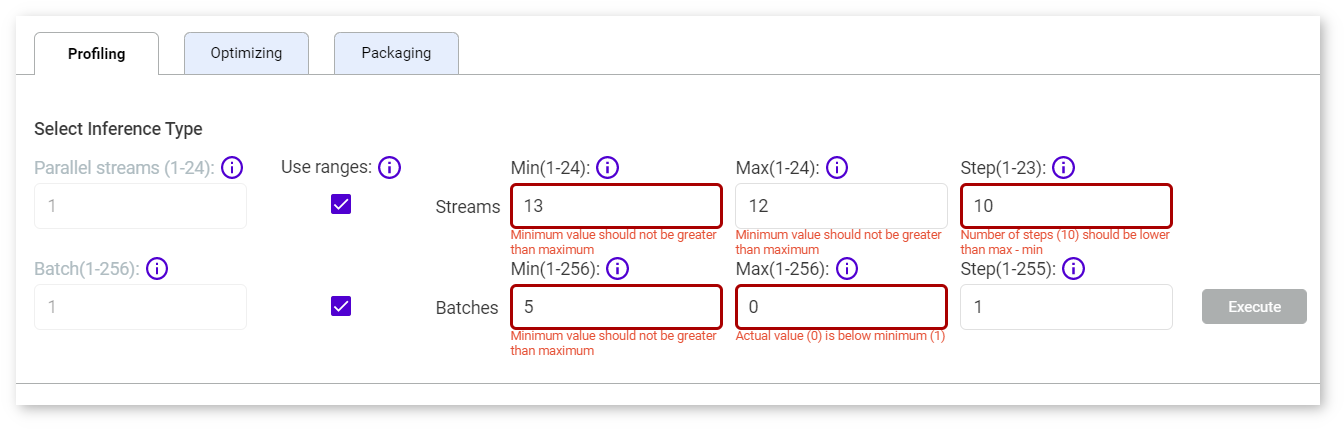 Profiling
Optimizing
Packaging
Select Inference Type
Parallel streams (1-24):
Use ranges:
Min(1-24):
Max(1-24):
Step(1-23):
1
Streams
13
12
10
Minimum value should not be greater
than maximum
Minimum value should not be greater
than maximum
Number of steps (10) should be lower
than max - min
Batch(1-256):
Min(1-256):
Max(1-256):
Step(1-255):
1
Batches
5
0
1
Execute
Minimum value should not be greater
than maximum
Actual value (0) is below minimum (1)